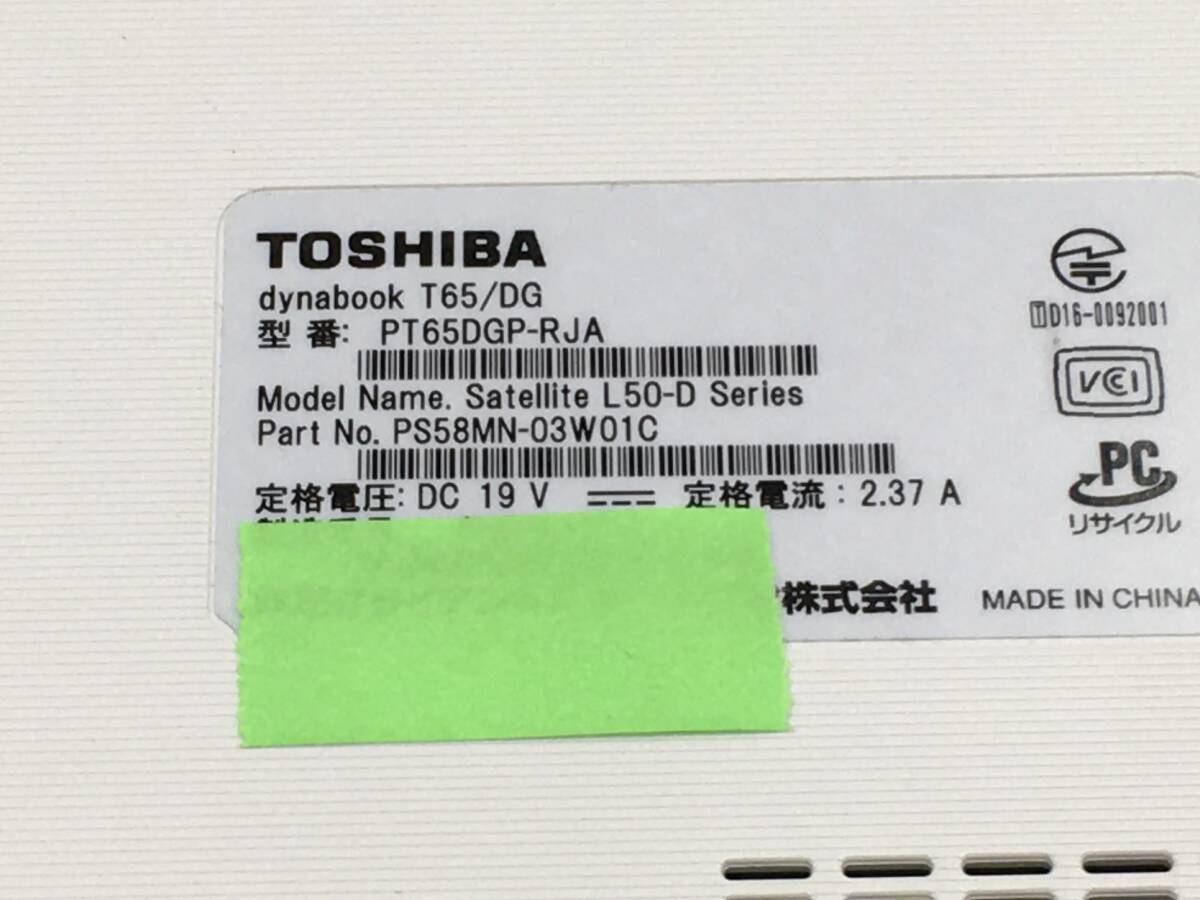 TOSHIBA
dynabook T65/DG
型 番: PT65DGP-RJA
Model Name. Satellite L50-D Series
Part No. PS58MN-03W01C
定格電圧: DC 19 V 定格電流: 2.37 A
株式会社 MADE IN CHINA
T D16-0092001
VCCI
PC
リサイクル